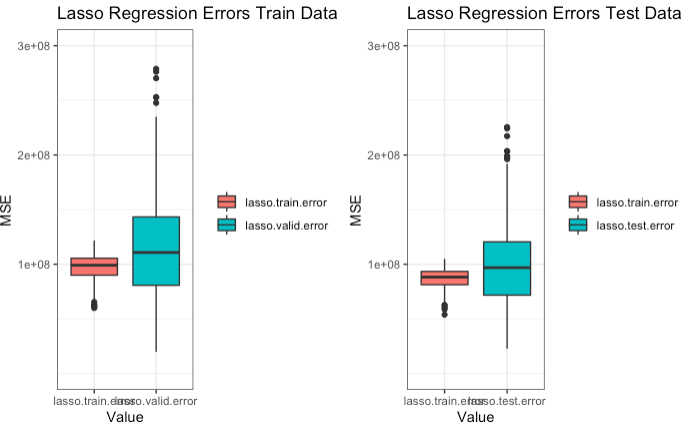 Lasso Regression Errors Train Data
3e+08
2e+08
1e+08
MSE
lasso.train.error
lasso.valid.error
lasso.train.error
lasso.valid.error
Value
Lasso Regression Errors Test Data
3e+08
2e+08
1e+08
MSE
lasso.train.error
lasso.test.error
lasso.train.error
lasso.test.error
Value